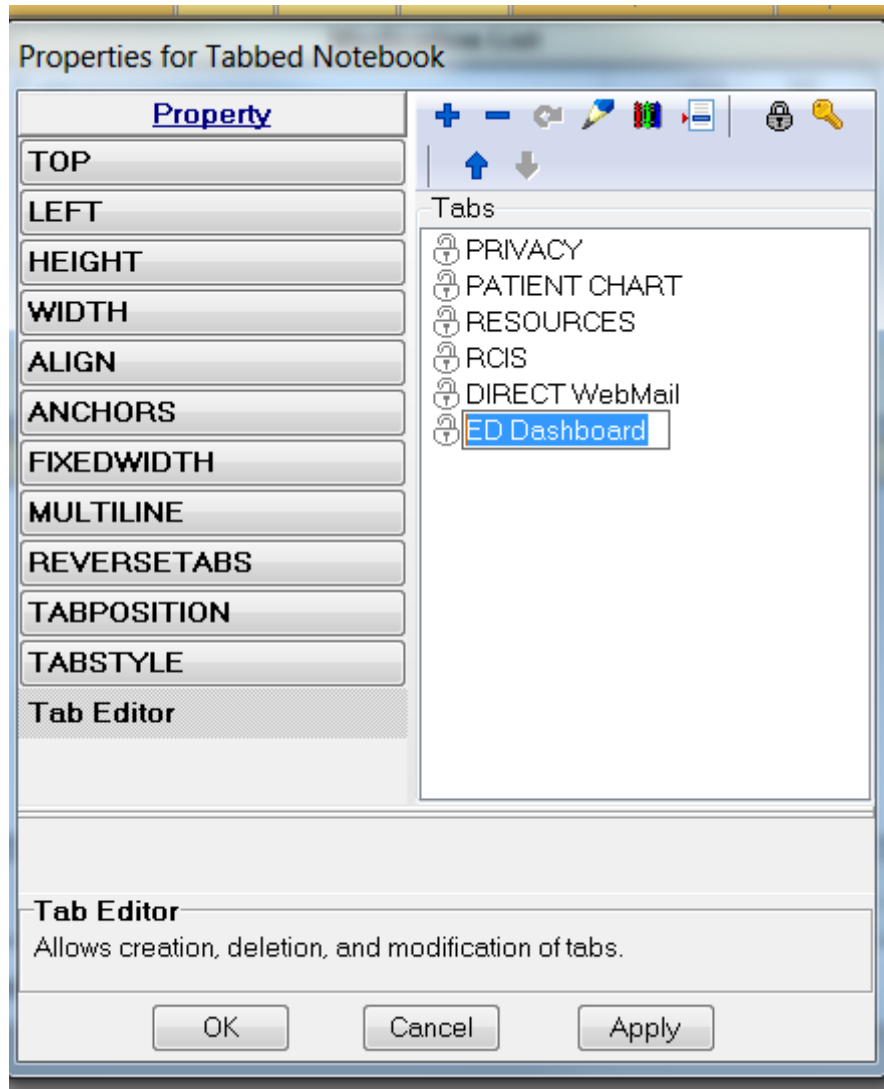 Properties for Tabbed Notebook
Property
TOP
LEFT
HEIGHT
WIDTH
ALIGN
ANCHORS
FIXEDWIDTH
MULTILINE
REVERSETABS
TABPOSITION
TABSTYLE
Tab Editor
Tabs
PRIVACY
PATIENT CHART
RESOURCES
RCIS
DIRECT WebMail
ED Dashboard
Tab Editor
Allows creation, deletion, and modification of tabs.
OK
Cancel
Apply